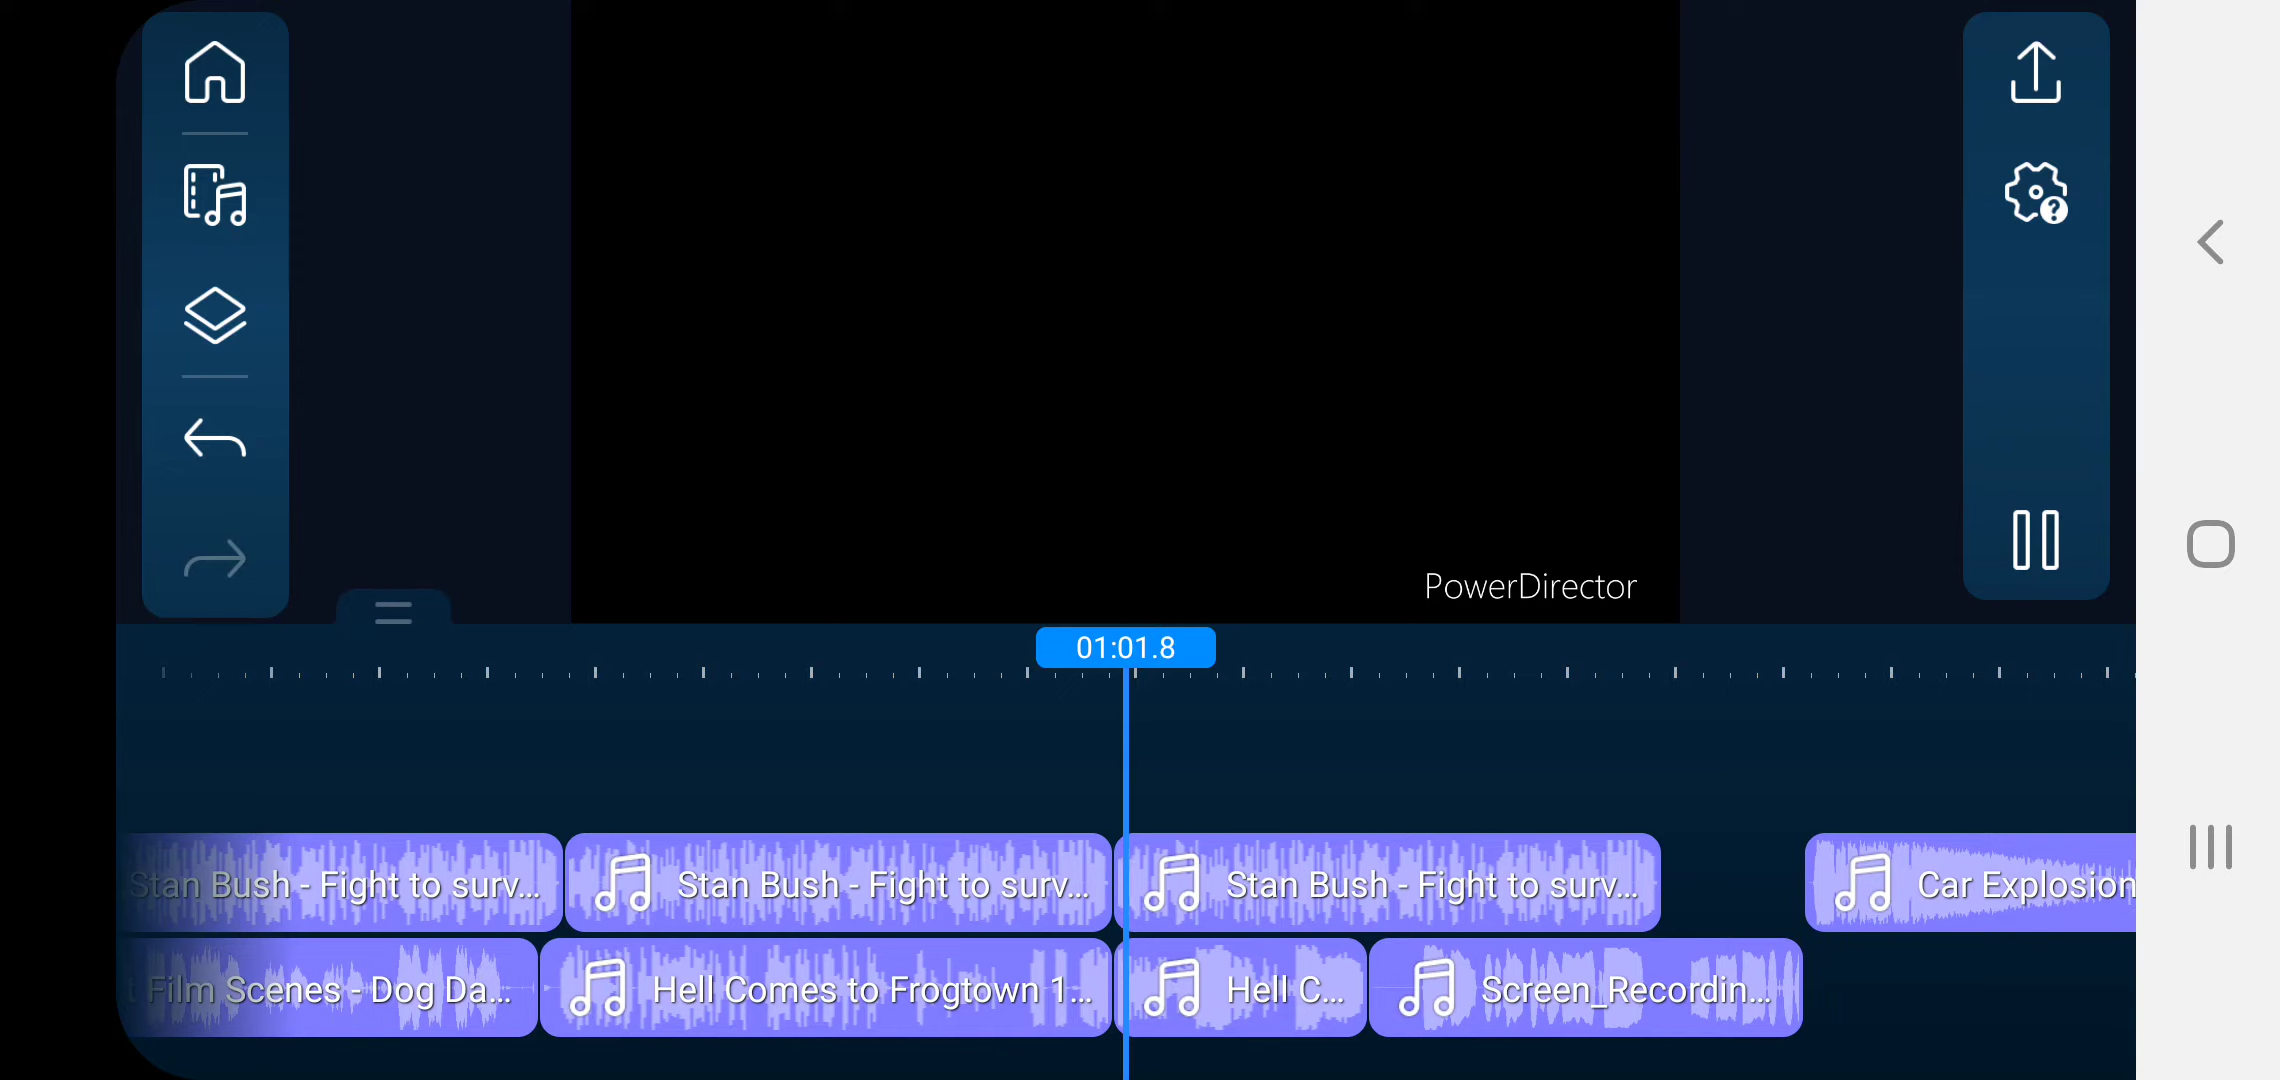 PowerDirector
01:01.8
Stan Bush - Fight to surv...
Stan Bush - Fight to surv...
Stan Bush - Fight to surv...
Car Explosion
t Film Scenes - Dog Da...
Hell Comes to Frogtown 1...
Hell C...
Screen_Recordin...